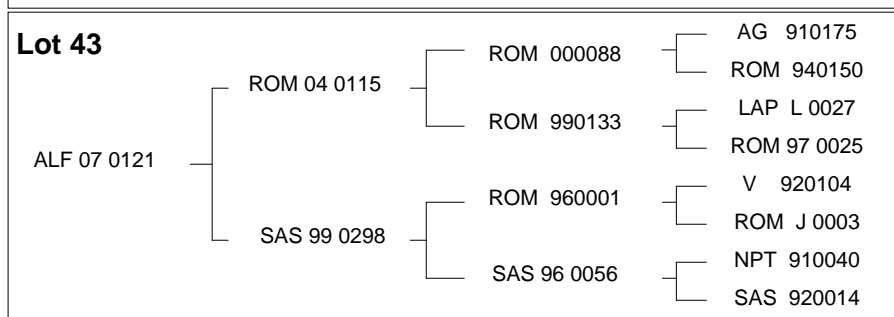 Lot 43
AG 910175
ROM 000088
ROM 940150
ROM 04 0115
LAP L 0027
ROM 990133
ROM 97 0025
ALF 07 0121
V 920104
ROM 960001
ROM J 0003
SAS 99 0298
NPT 910040
SAS 96 0056
SAS 920014